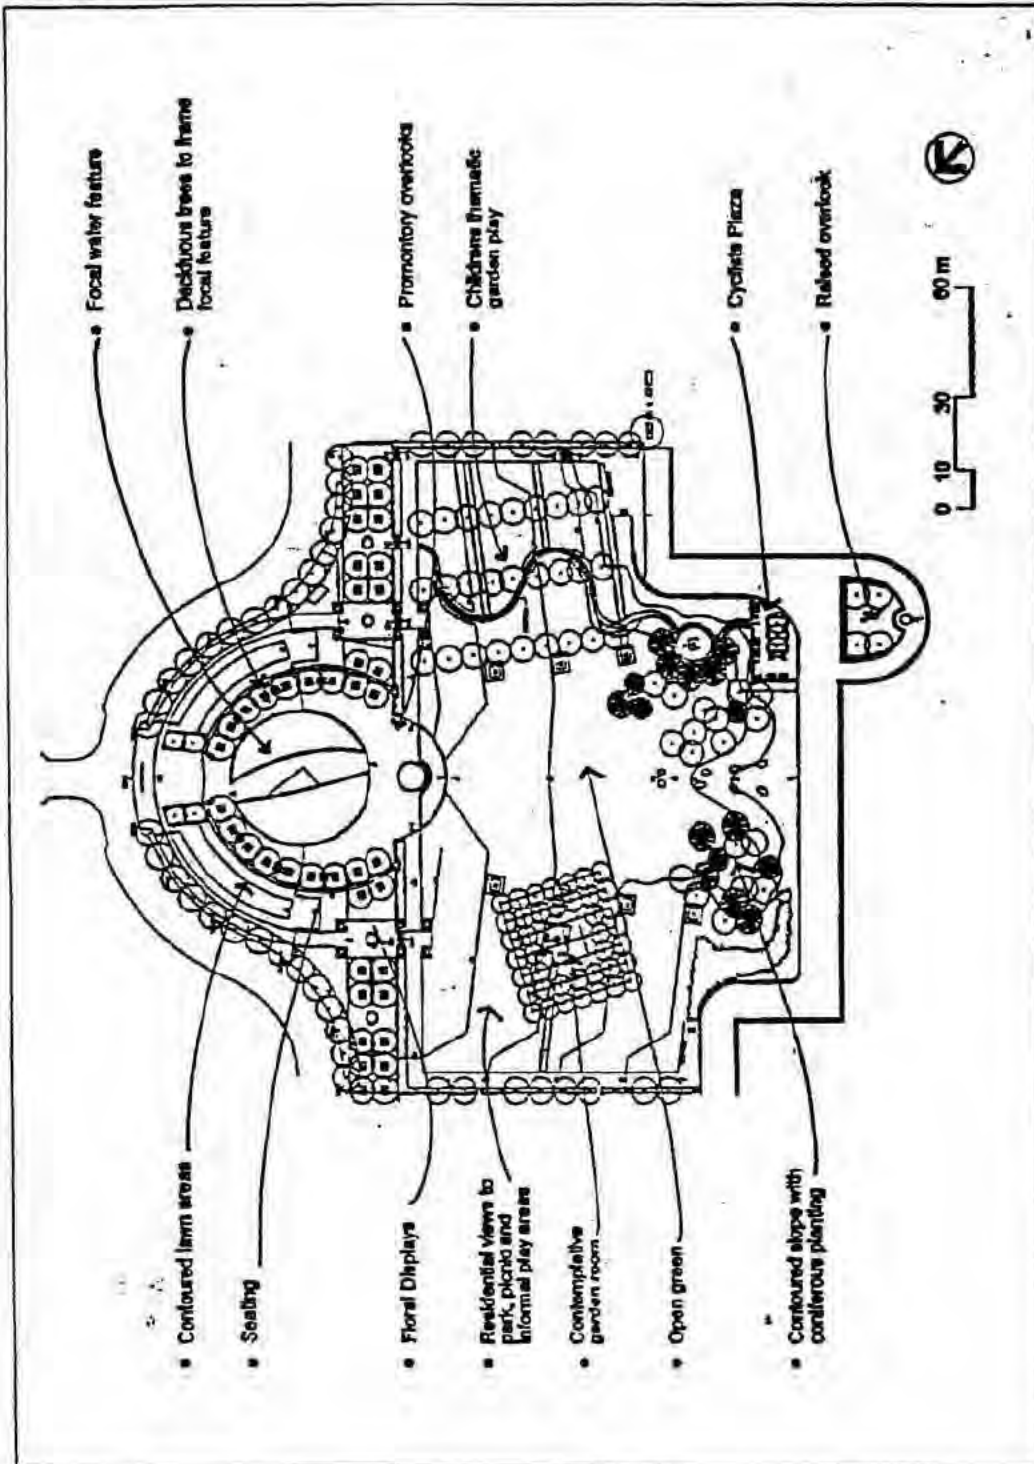 Focal water feature
Deciduous trees to frame
focal feature
Promontory overlooks
Childrens thematic
garden play
Cyclists Plaza
Raised overlook
0 10 30 60 m
Contoured lawn areas
Seating
Floral Displays
Residential views to
park, picnic and
informal play areas
Contemplative
garden room
Open green
Contoured slope with
coniferous planting